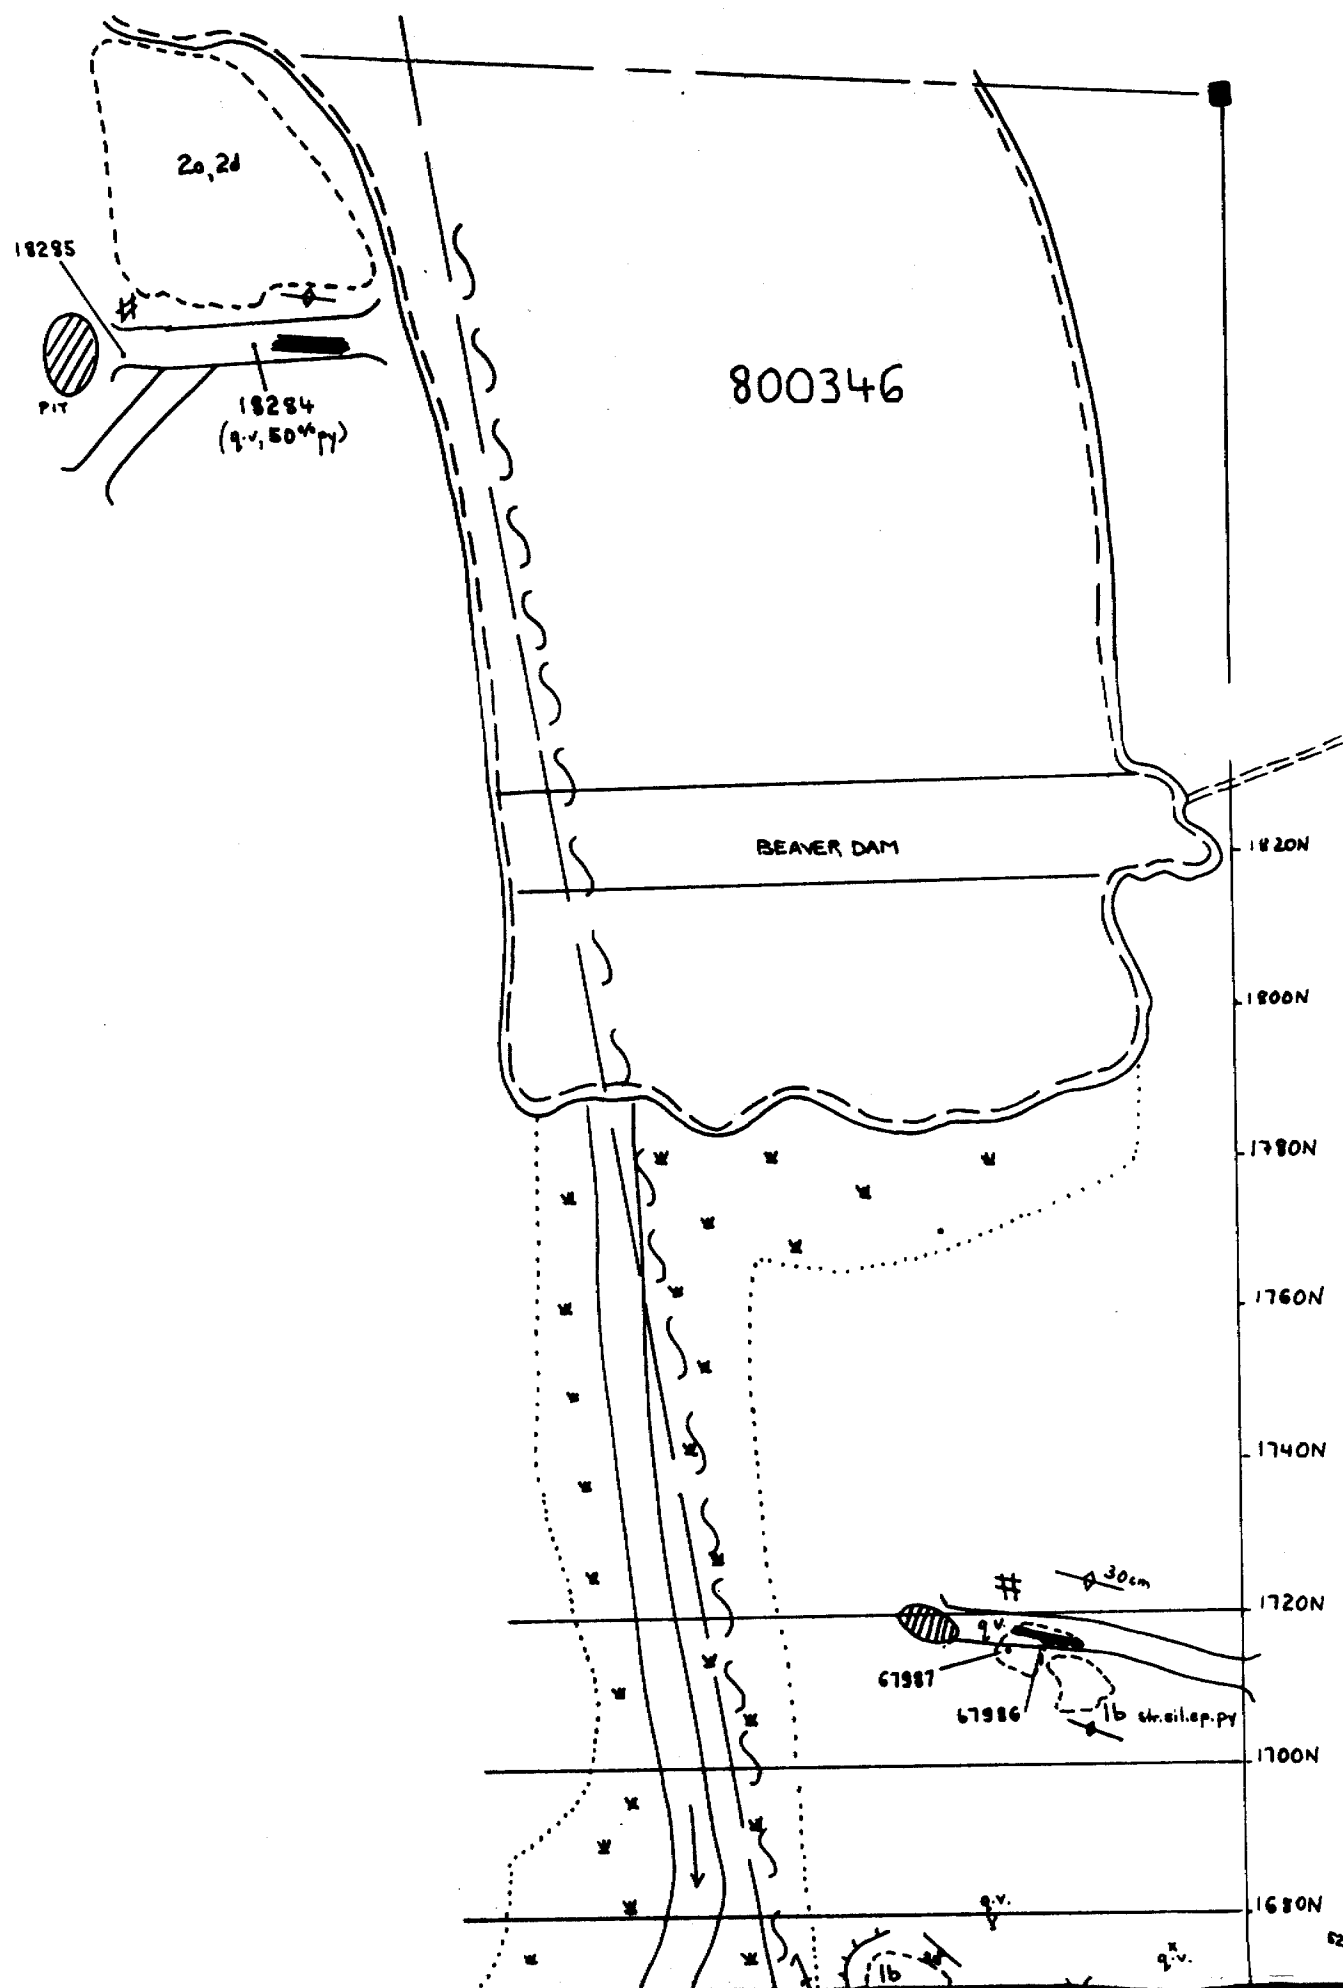 2a, 2d
18285
PIT
18284
(q.v, 50% py)
800346
BEAVER DAM
1820N
1800N
1780N
1760N
1740N
30cm
1720N
q.v.
67987
67986
1b str.sil.ep.py
1700N
q.v.
1680N
1b
q.v.